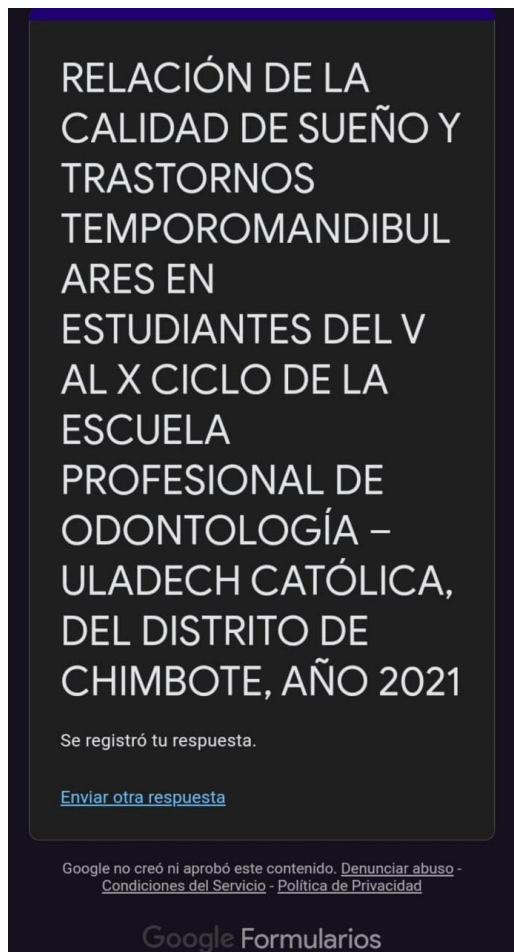 RELACIÓN DE LA
CALIDAD DE SUEÑO Y
TRASTORNOS
TEMPOROMANDIBUL
ARES EN
ESTUDIANTES DEL V
AL X CICLO DE LA
ESCUELA
PROFESIONAL DE
ODONTOLOGÍA –
ULADECH CATÓLICA,
DEL DISTRITO DE
CHIMBOTE, AÑO 2021
Se registró tu respuesta.
Enviar otra respuesta
Google no creó ni aprobó este contenido. Denunciar abuso -
Condiciones del Servicio - Política de Privacidad
Google Formularios